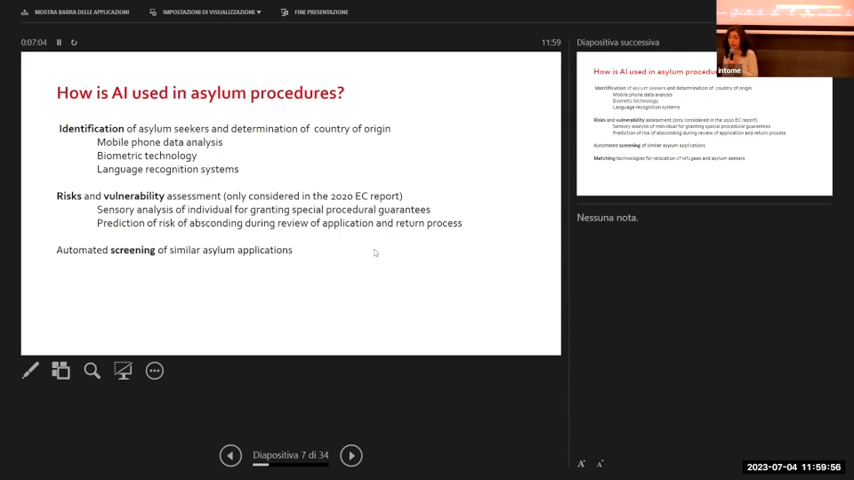 MOSTRA BARRA DELLE APPLICAZIONI
IMPOSTAZIONI DI VISUALIZZAZIONE ▾
FINE PRESENTAZIONE
0:07:04
11:59
How is AI used in asylum procedures?
Identification of asylum seekers and determination of country of origin
Mobile phone data analysis
Biometric technology
Language recognition systems
Risks and vulnerability assessment (only considered in the 2020 EC report)
Sensory analysis of individual for granting special procedural guarantees
Prediction of risk of absconding during review of application and return process
Automated screening of similar asylum applications
Diapositiva 7 di 34
Diapositiva successiva
How is AI used in asylum procedu
Identification of asylum seekers and determination of country of origin
Mobile phone data analysis
Biometric technology
Language recognition systems
Risks and vulnerability assessment (only considered in the 2020 EC report)
Sensory analysis of individual for granting special procedural guarantees
Prediction of risk of absconding during review of application and return process
Automated screening of similar asylum applications
Matching technologies for relocation of refugees and asylum seekers
Nessuna nota.
A A
intome
2023-07-04 11:59:56